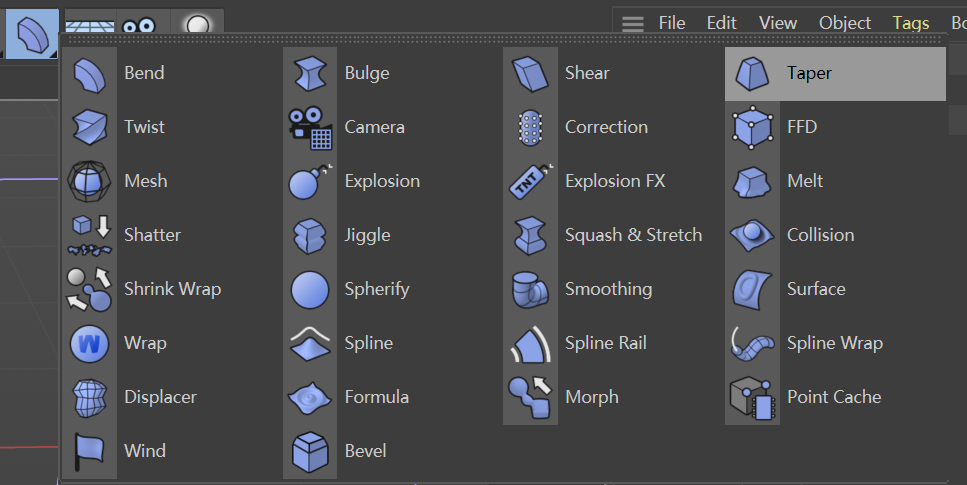 File Edit View Object Tags
Bend Bulge Shear Taper
Twist Camera Correction FFD
Mesh Explosion TNT Explosion FX Melt
Shatter Jiggle Squash & Stretch Collision
Shrink Wrap Spherify Smoothing Surface
W Wrap Spline Spline Rail Spline Wrap
Displacer Formula Morph Point Cache
Wind Bevel